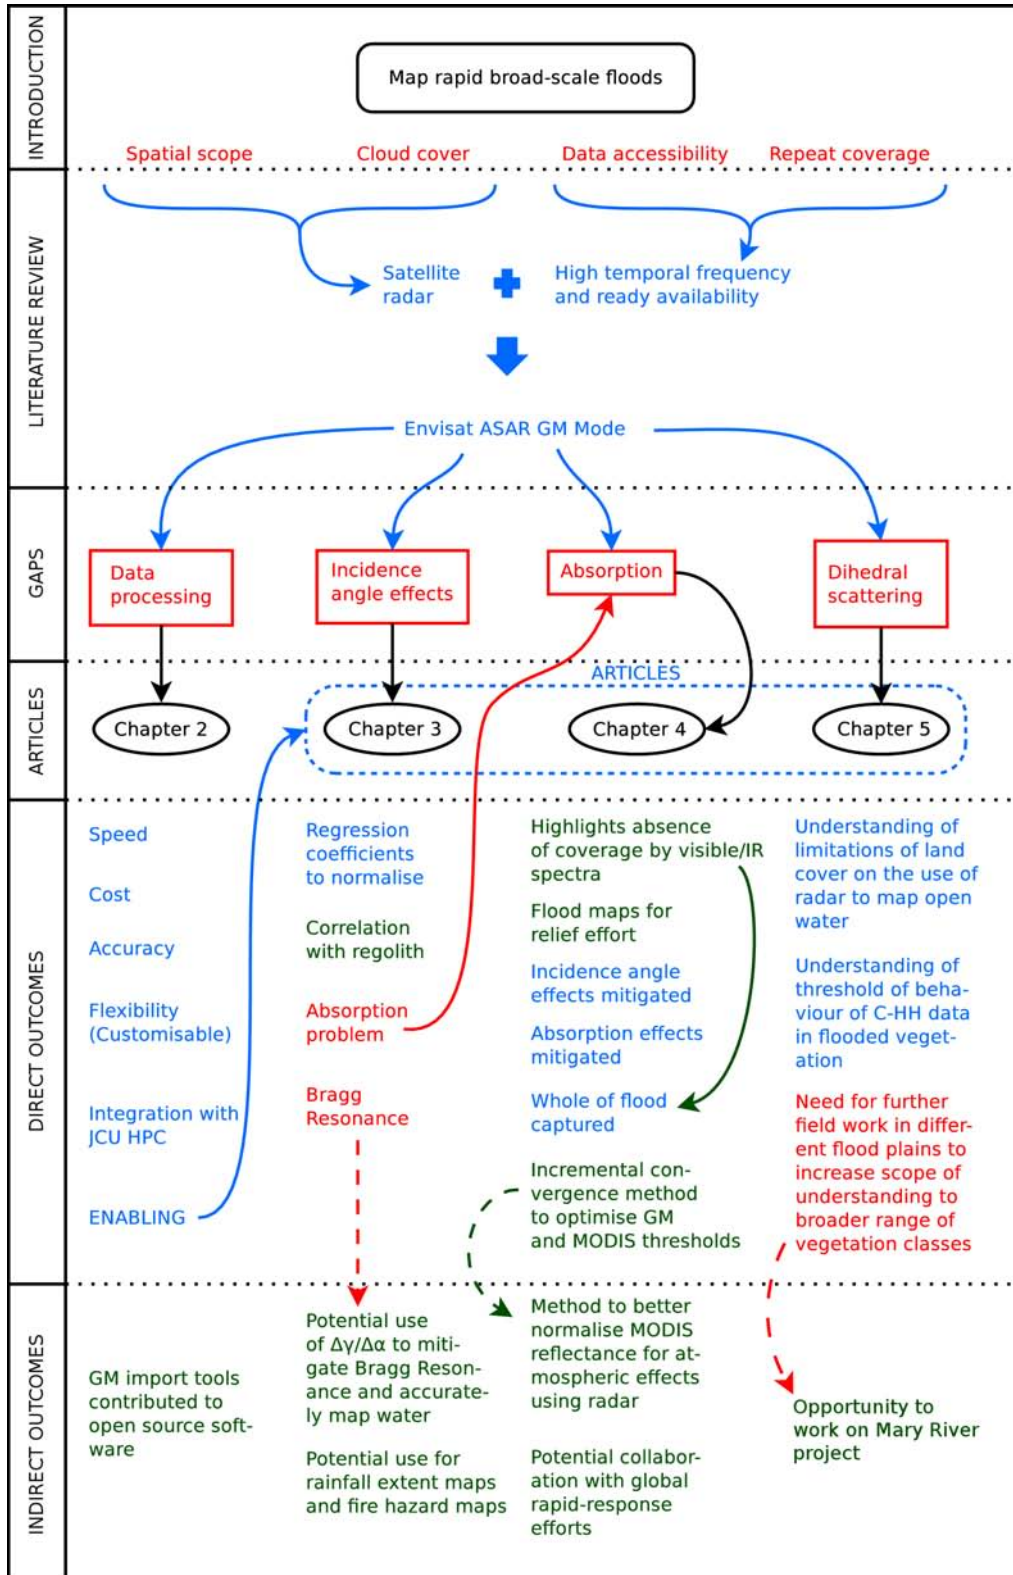 INTRODUCTION
Map rapid broad-scale floods
Spatial scope
Cloud cover
Data accessibility
Repeat coverage
LITERATURE REVIEW
Satellite
radar
High temporal frequency
and ready availability
Envisat ASAR GM Mode
GAPS
Data
processing
Incidence
angle effects
Absorption
Dihedral
scattering
ARTICLES
ARTICLES
Chapter 2
Chapter 3
Chapter 4
Chapter 5
DIRECT OUTCOMES
Speed
Cost
Accuracy
Flexibility
(Customisable)
Integration with
JCU HPC
ENABLING
Regression
coefficients
to normalise
Correlation
with regolith
Absorption
problem
Bragg
Resonance
Highlights absence
of coverage by visible/IR
spectra
Flood maps for
relief effort
Incidence angle
effects mitigated
Absorption effects
mitigated
Whole of flood
captured
Incremental con-
vergence method
to optimise GM
and MODIS thresholds
Understanding of
limitations of land
cover on the use of
radar to map open
water
Understanding of
threshold of beha-
viour of C-HH data
in flooded veget-
ation
Need for further
field work in differ-
ent flood plains to
increase scope of
understanding to
broader range of
vegetation classes
INDIRECT OUTCOMES
GM import tools
contributed to
open source soft-
ware
Potential use
of Δγ/Δα to miti-
gate Bragg Reson-
ance and accurate-
ly map water
Potential use for
rainfall extent maps
and fire hazard maps
Method to better
normalise MODIS
reflectance for at-
mospheric effects
using radar
Potential collabor-
ation with global
rapid-response
efforts
Opportunity to
work on Mary River
project